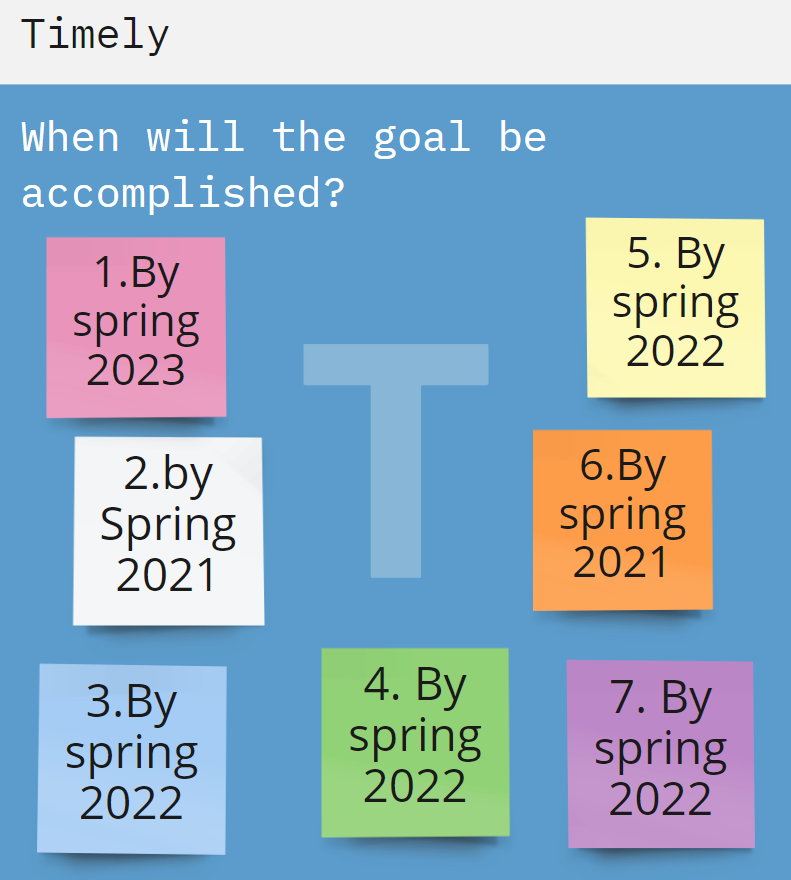 Timely
When will the goal be
accomplished?
1.By
spring
2023
2.by
Spring
2021
3.By
spring
2022
T
4. By
spring
2022
5. By
spring
2022
6.By
spring
2021
7. By
spring
2022